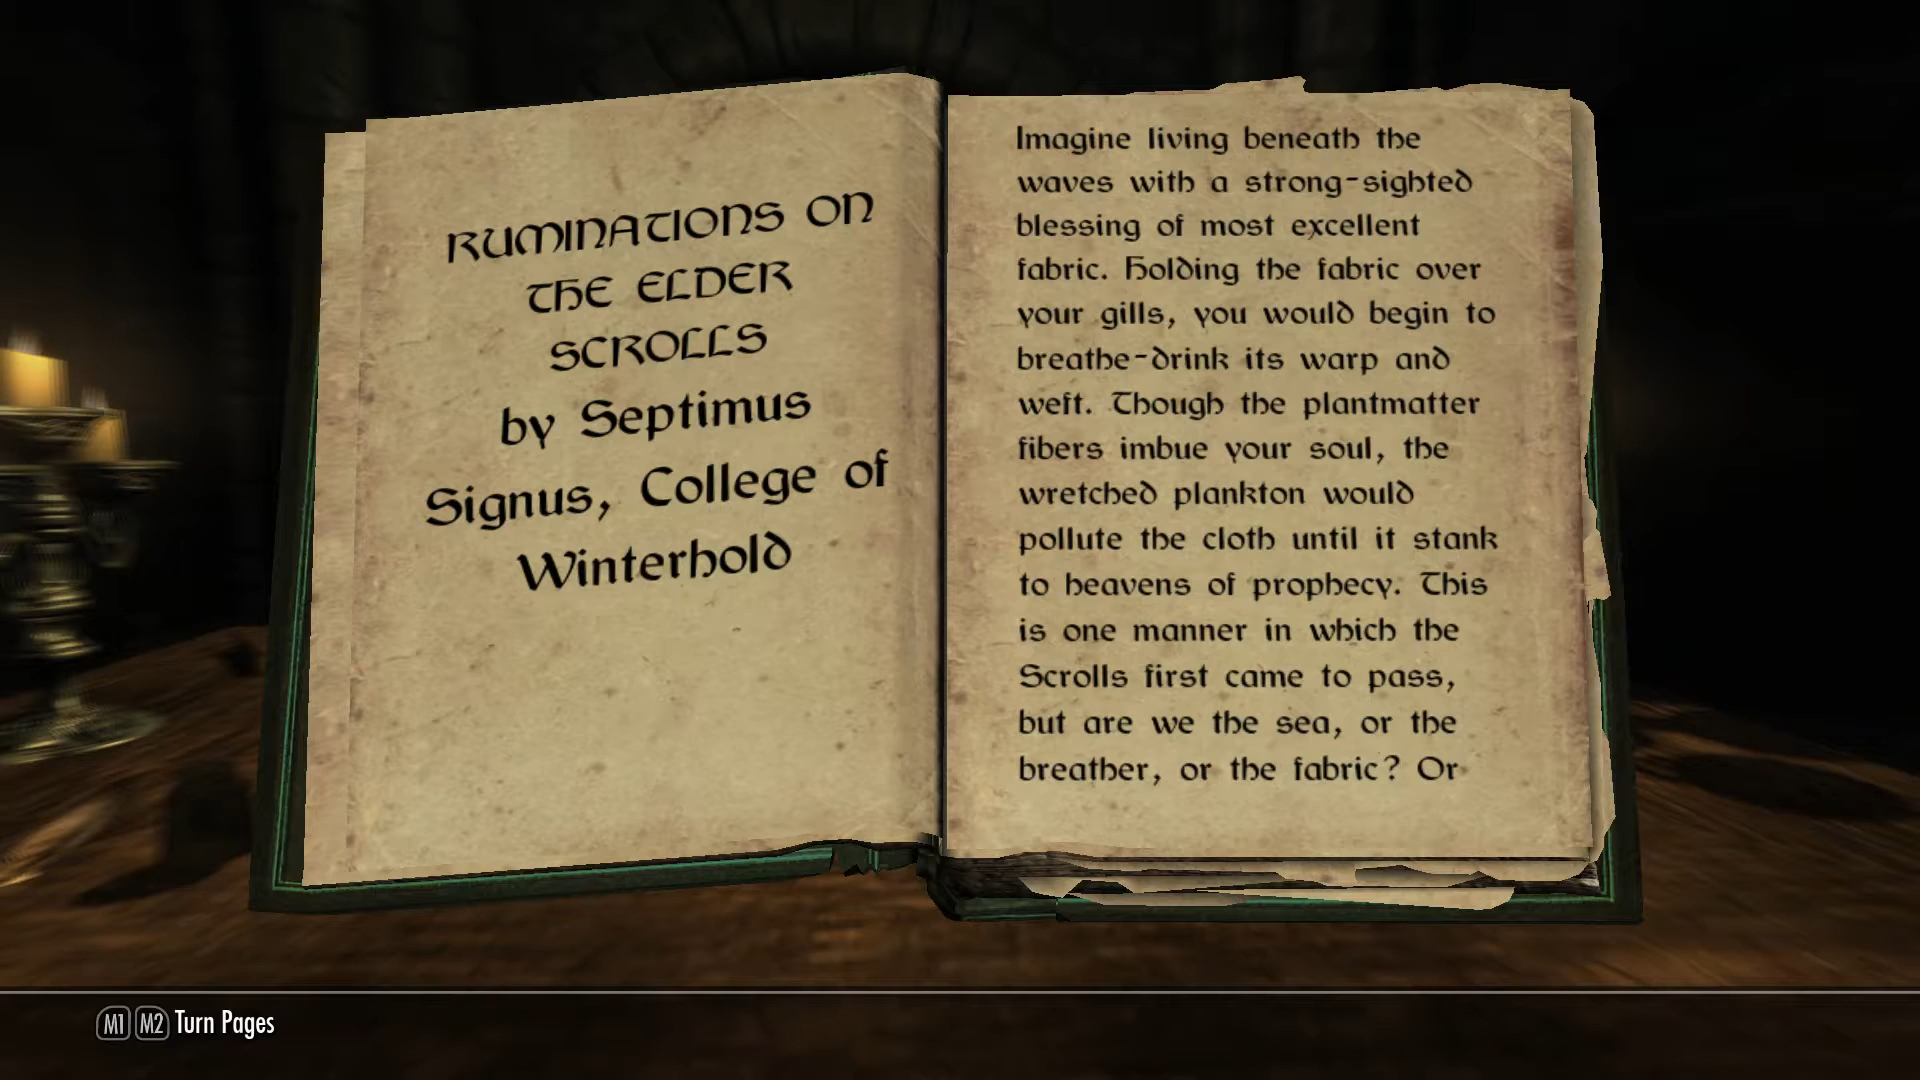 RUMINATIONS ON
THE ELDER
SCROLLS
by Septimus
Signus, College of
Winterhold
Imagine living beneath the
waves with a strong-sighted
blessing of most excellent
fabric. Holding the fabric over
your gills, you would begin to
breathe-drink its warp and
weft. Though the plantmatter
fibers imbue your soul, the
wretched plankton would
pollute the cloth until it stank
to heavens of prophecy. This
is one manner in which the
Scrolls first came to pass,
but are we the sea, or the
breather, or the fabric? Or
M1 M2 Turn Pages